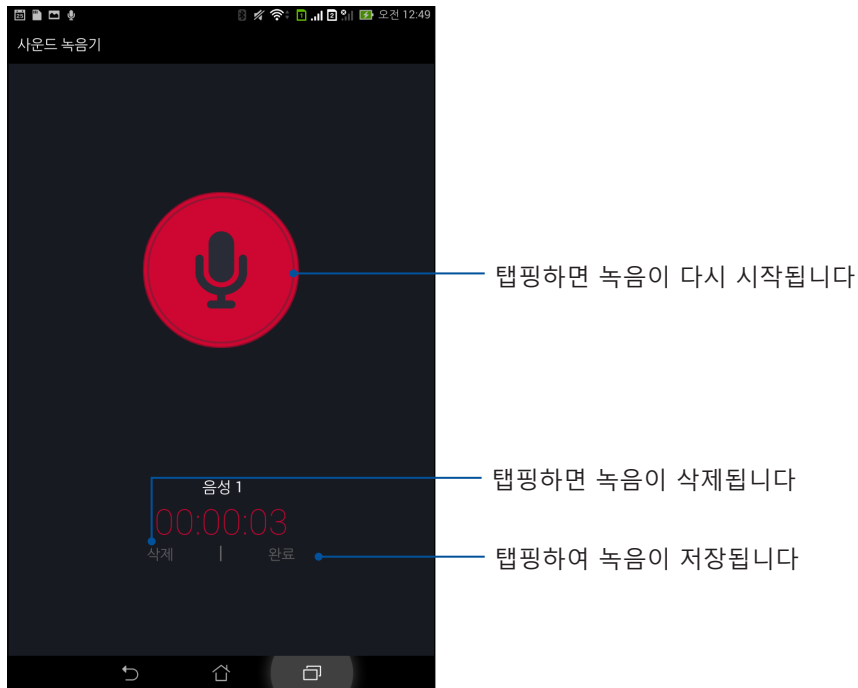 오전 12:49
사운드 녹음기
탭핑하면 녹음이 다시 시작됩니다
음성 1
탭핑하면 녹음이 삭제됩니다
00:00:03
삭제 | 완료
탭핑하여 녹음이 저장됩니다